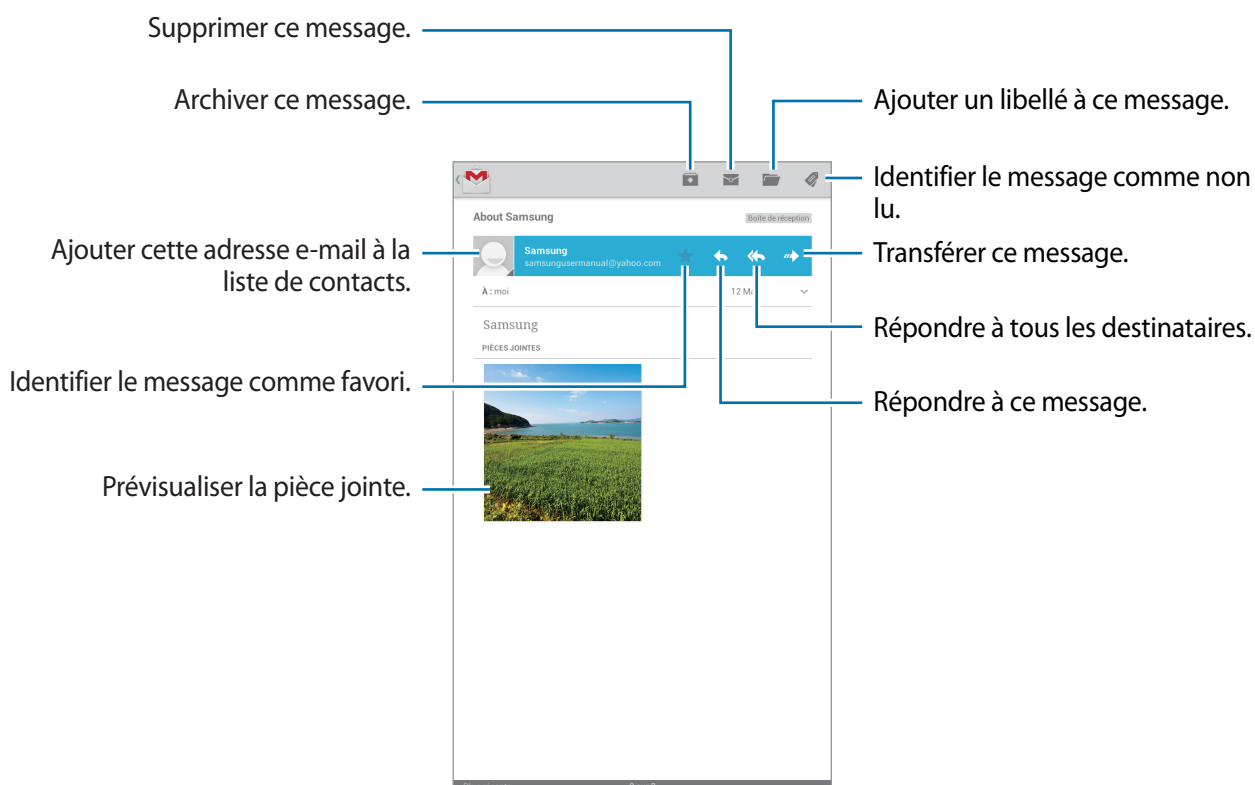 Supprimer ce message.
Archiver ce message.
Ajouter un libellé à ce message.
Identifier le message comme non
lu.
About Samsung
Boîte de réception
Ajouter cette adresse e-mail à la
liste de contacts.
Samsung
samsungusermanual@yahoo.com
Transférer ce message.
À : moi
12
Samsung
Répondre à tous les destinataires.
PIÈCES JOINTES
Identifier le message comme favori.
Répondre à ce message.
Prévisualiser la pièce jointe.